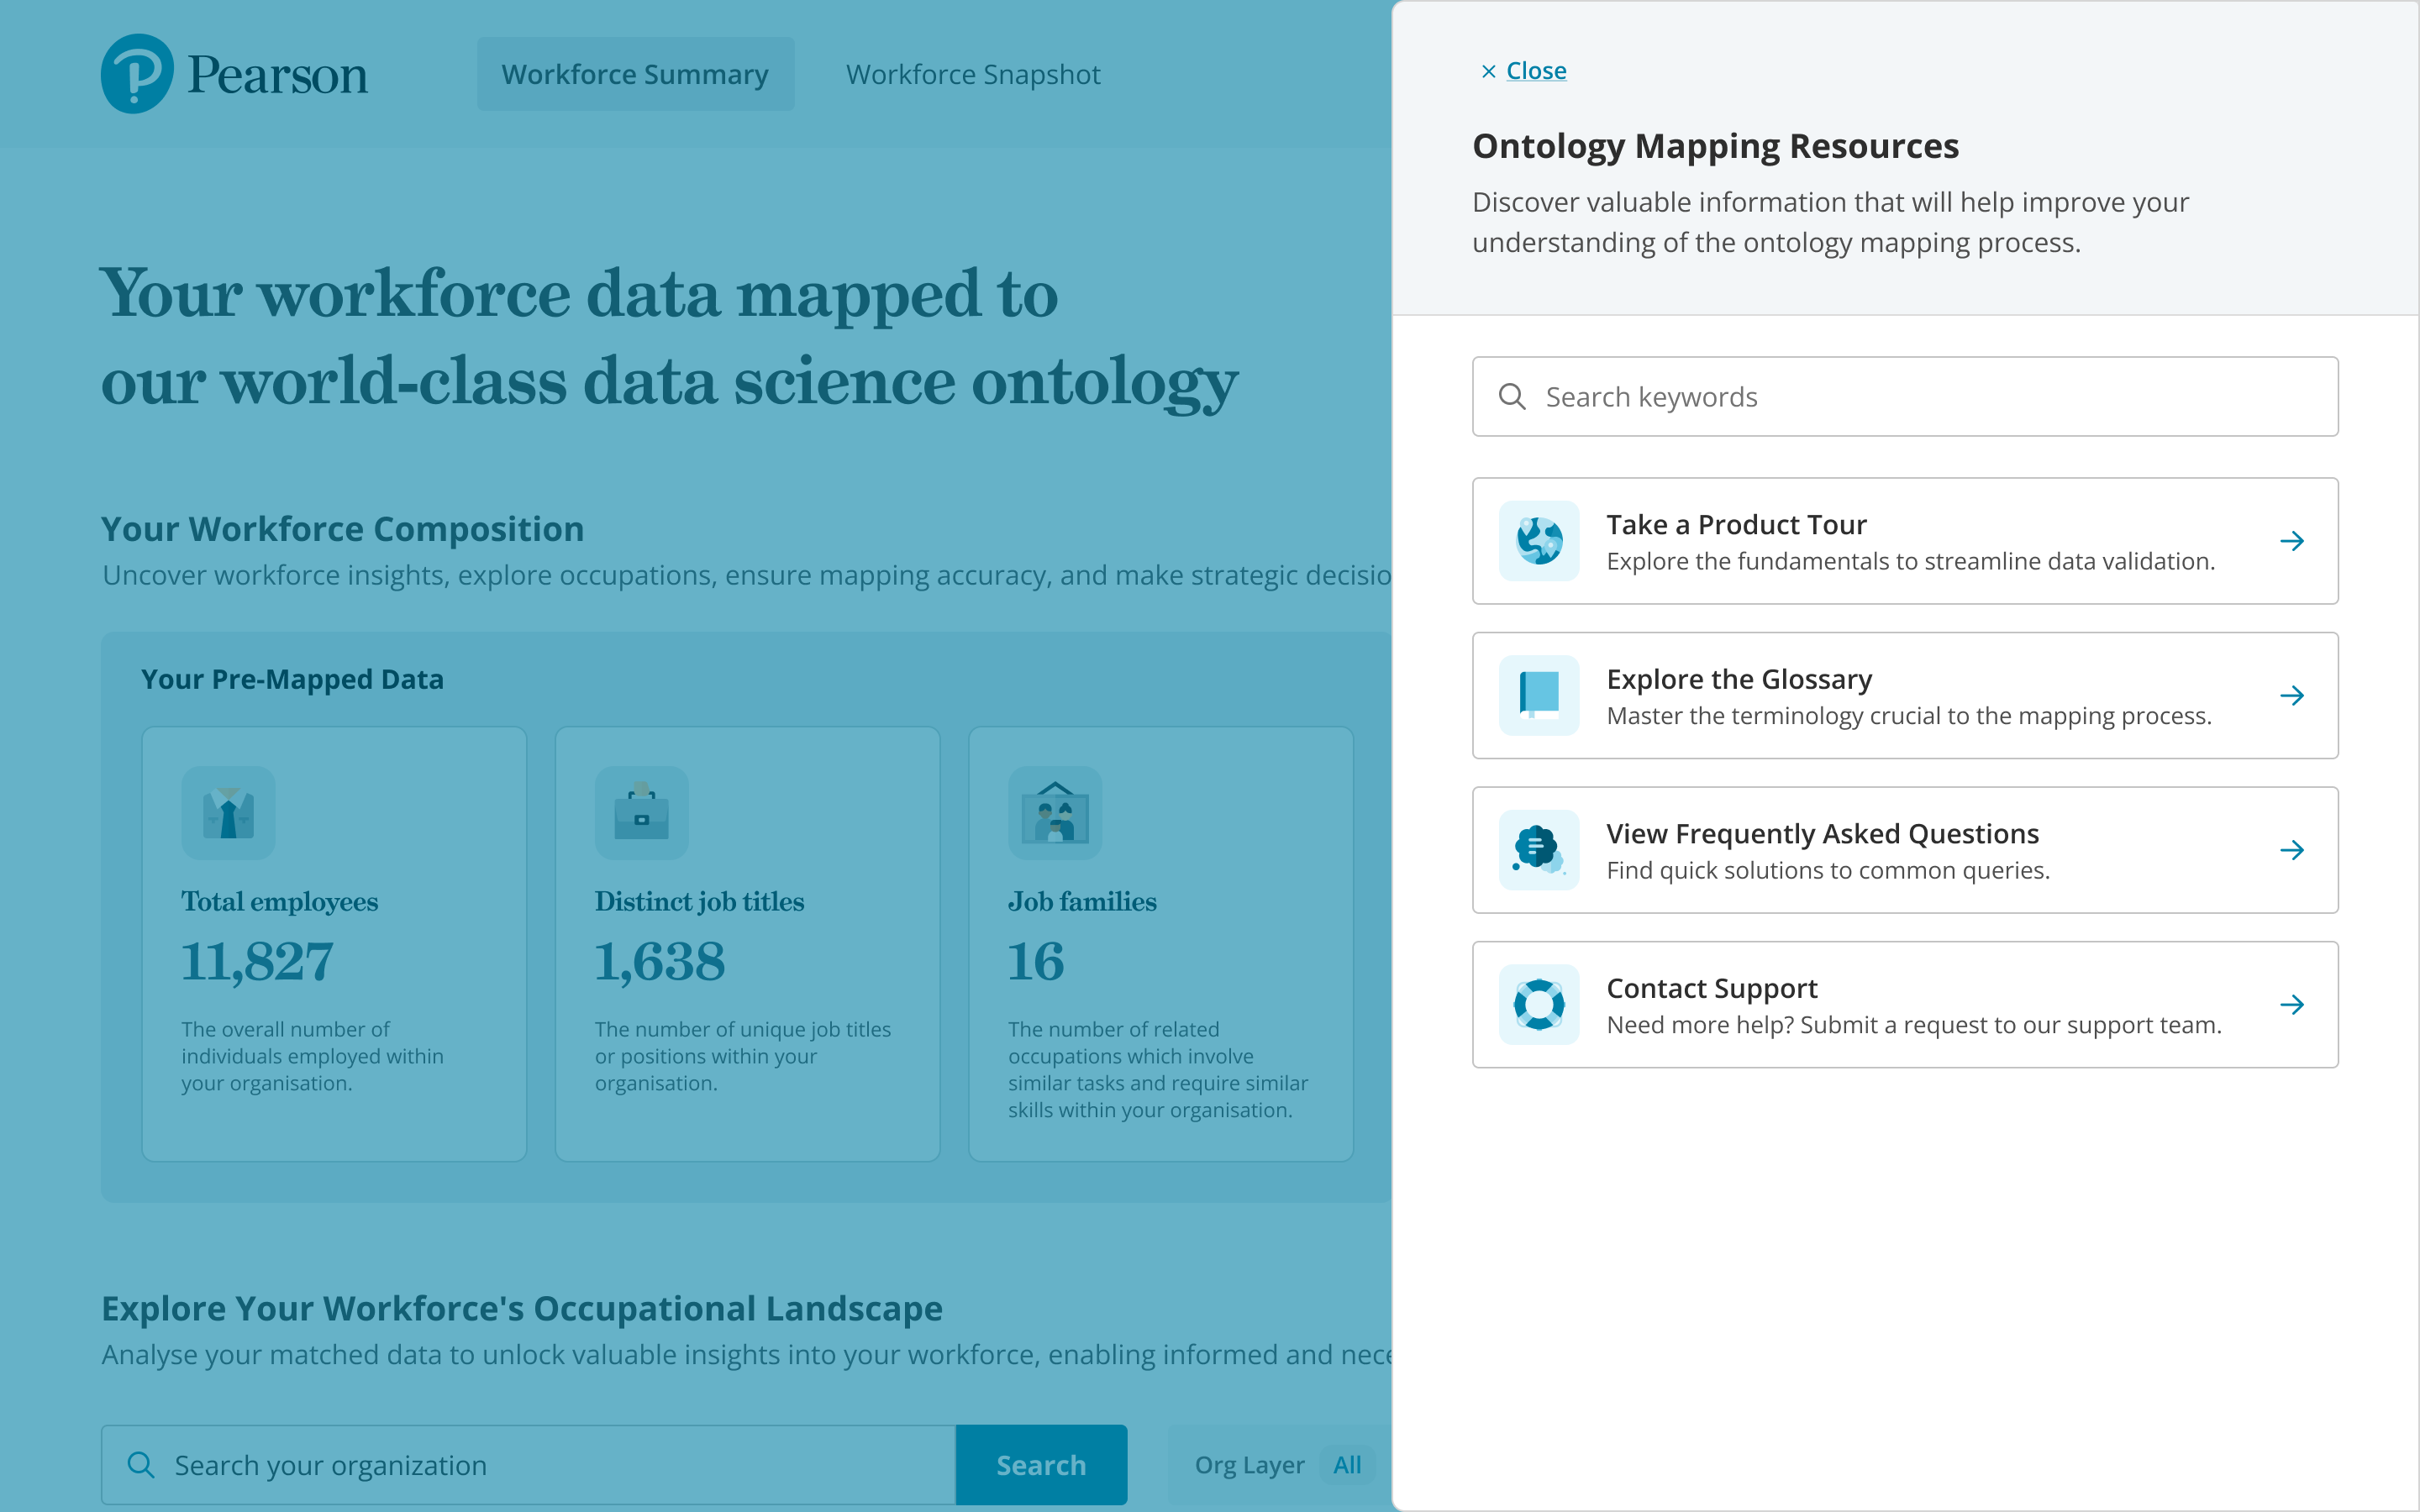 Pearson
Workforce Summary
Workforce Snapshot
Your workforce data mapped to
our world-class data science ontology
Your Workforce Composition
Uncover workforce insights, explore occupations, ensure mapping accuracy, and make strategic decisio
Your Pre-Mapped Data
Total employees
11,827
The overall number of
individuals employed within
your organisation.
Distinct job titles
1,638
The number of unique job titles
or positions within your
organisation.
Job families
16
The number of related
occupations which involve
similar tasks and require similar
skills within your organisation.
Explore Your Workforce's Occupational Landscape
Analyse your matched data to unlock valuable insights into your workforce, enabling informed and nece
Search your organization
Search
Org Layer All
Close
Ontology Mapping Resources
Discover valuable information that will help improve your
understanding of the ontology mapping process.
Search keywords
Take a Product Tour
Explore the fundamentals to streamline data validation.
Explore the Glossary
Master the terminology crucial to the mapping process.
View Frequently Asked Questions
Find quick solutions to common queries.
Contact Support
Need more help? Submit a request to our support team.